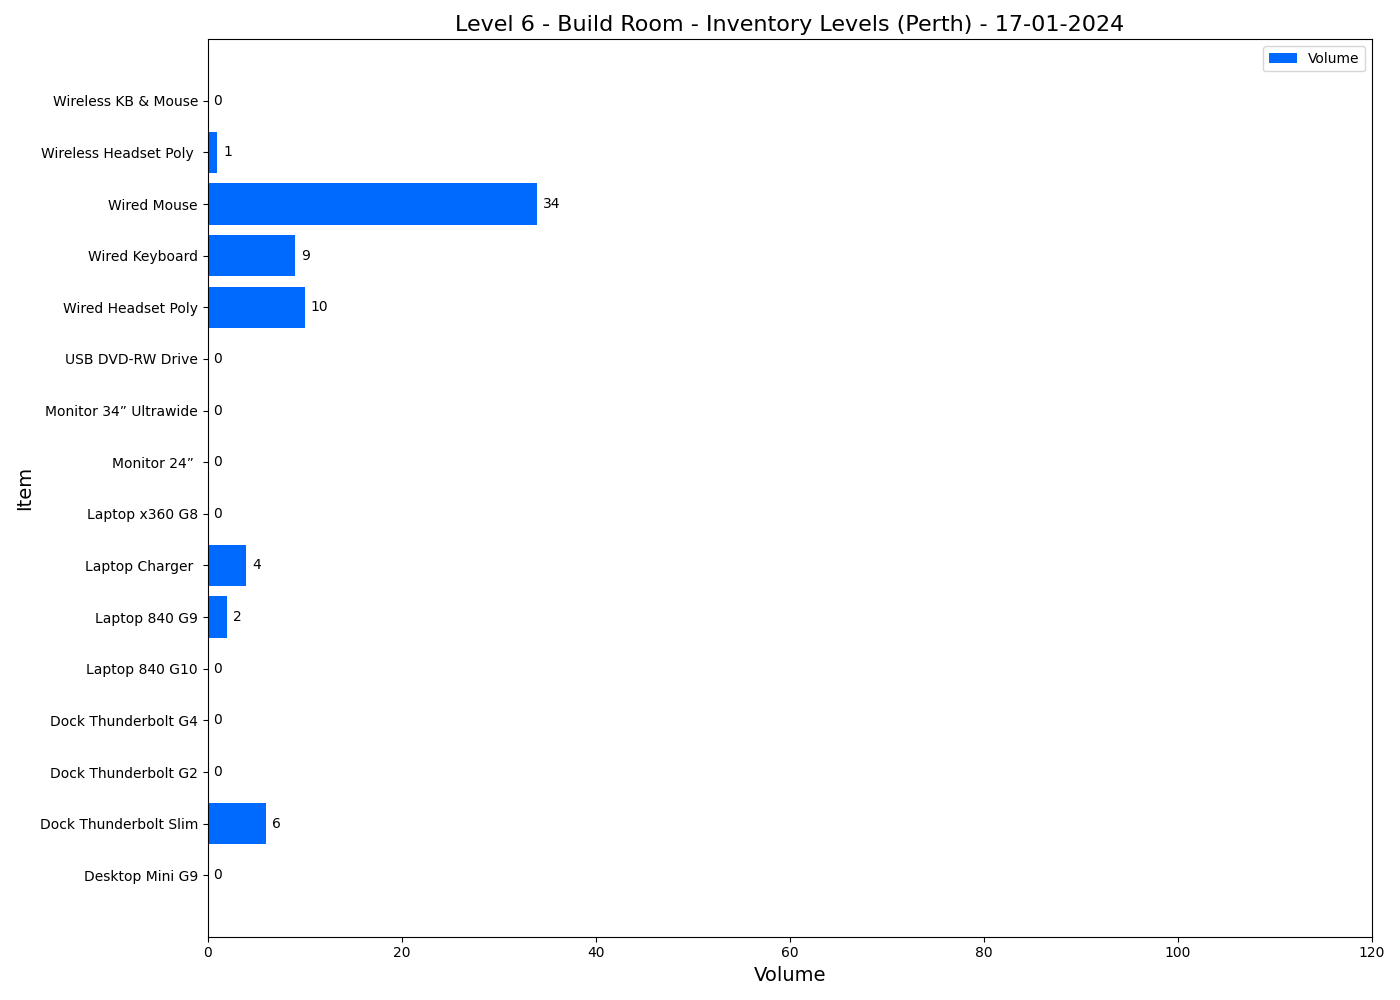 Level 6 - Build Room - Inventory Levels (Perth) - 17-01-2024
Volume
Wireless KB & Mouse 0
Wireless Headset Poly 1
Wired Mouse 34
Wired Keyboard 9
Wired Headset Poly 10
USB DVD-RW Drive 0
Monitor 34” Ultrawide 0
Monitor 24” 0
Laptop x360 G8 0
Laptop Charger 4
Laptop 840 G9 2
Laptop 840 G10 0
Dock Thunderbolt G4 0
Dock Thunderbolt G2 0
Dock Thunderbolt Slim 6
Desktop Mini G9 0
Item
0 20 40 60 80 100 120
Volume